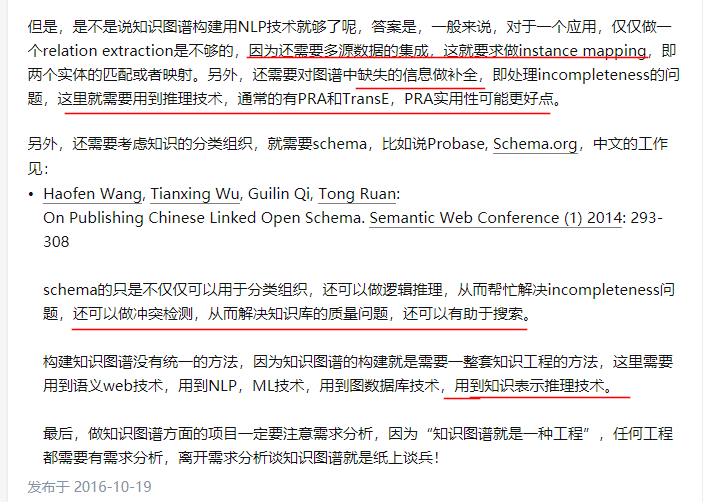 但是，是不是说知识图谱构建用NLP技术就够了呢，答案是，一般来说，对于一个应用，仅仅做一
个relation extraction是不够的，因为还需要多源数据的集成，这就要求做instance mapping，即
两个实体的匹配或者映射。另外，还需要对图谱中缺失的信息做补全，即处理incompleteness的问
题，这里就需要用到推理技术，通常的有PRA和TransE，PRA实用性可能更好点。
另外，还需要考虑知识的分类组织，就需要schema，比如说Probase, Schema.org，中文的工作
见：
• Haofen Wang, Tianxing Wu, Guilin Qi, Tong Ruan:
On Publishing Chinese Linked Open Schema. Semantic Web Conference (1) 2014: 293-
308
schema的只是不仅仅可以用于分类组织，还可以做逻辑推理，从而帮忙解决incompleteness问
题，还可以做冲突检测，从而解决知识库的质量问题，还可以有助于搜索。
构建知识图谱没有统一的方法，因为知识图谱的构建就是需要一整套知识工程的方法，这里需要
用到语义web技术，用到NLP，ML技术，用到图数据库技术，用到知识表示推理技术。
最后，做知识图谱方面的项目一定要注意需求分析，因为“知识图谱就是一种工程”，任何工程
都需要有需求分析，离开需求分析谈知识图谱就是纸上谈兵！
发布于 2016-10-19